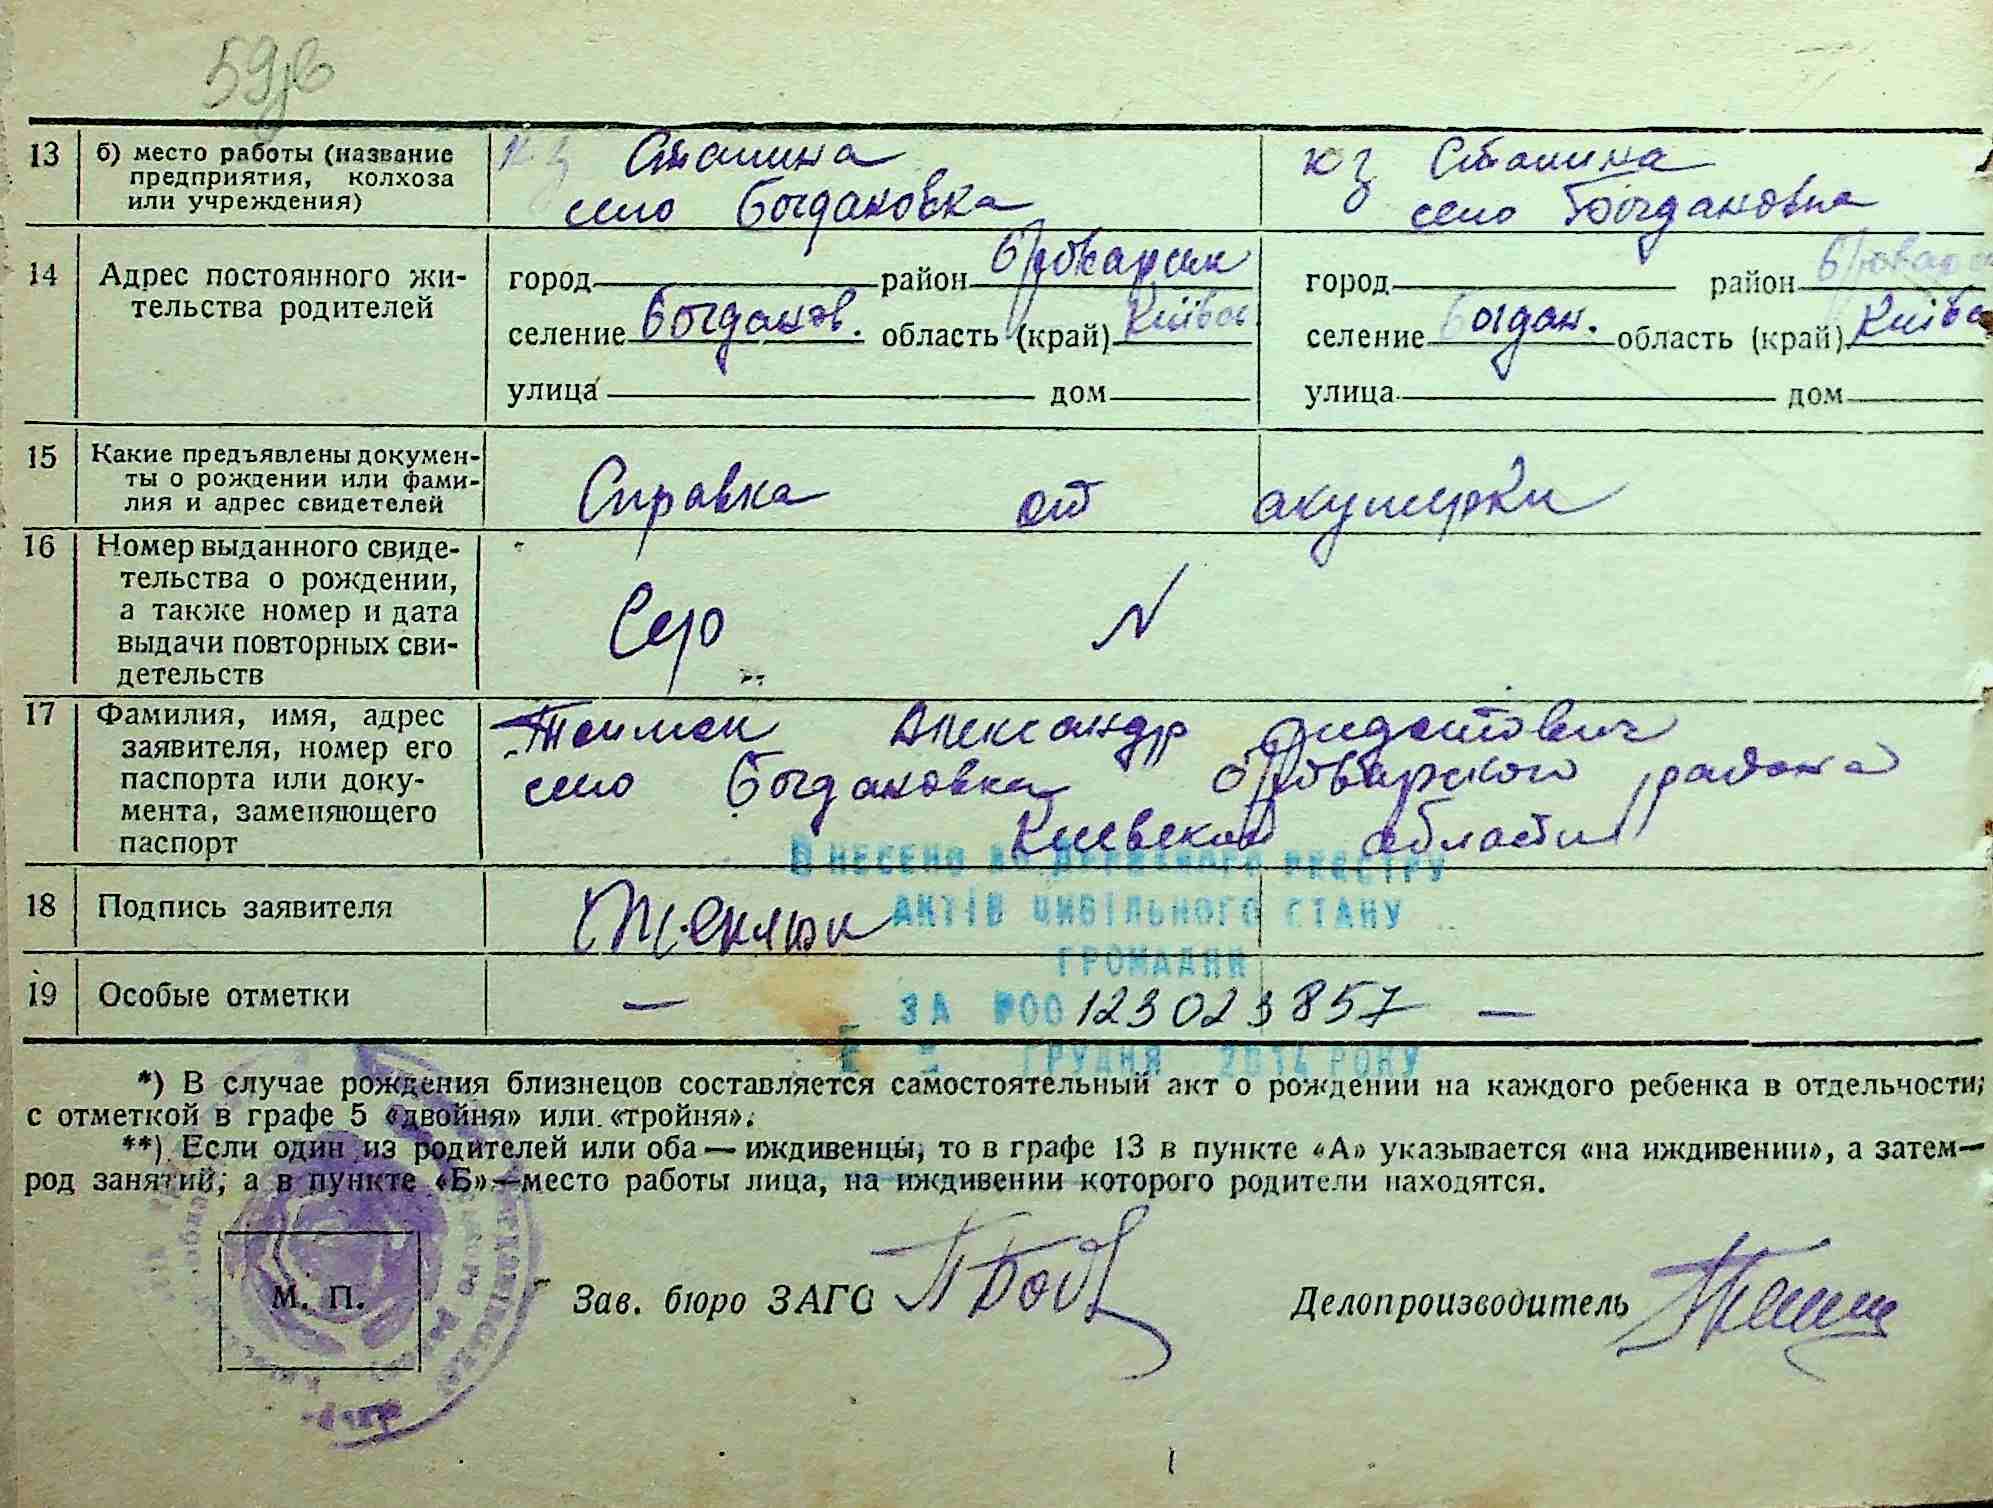 59
13 б) место работы (название предприятия, колхоза или учреждения)
кз Сталина
село Богдановка
кз Сталина
село Богдановка
14 Адрес постоянного жительства родителей
город район Броварск
селение Богданов. область (край) Київс
улица дом
город район Бровар
селение Богдан. область (край) Київс
улица дом
15 Какие предъявлены документы о рождении или фамилия и адрес свидетелей
Справка от акушерки
16 Номер выданного свидетельства о рождении, а также номер и дата выдачи повторных свидетельств
N
17 Фамилия, имя, адрес заявителя, номер его паспорта или документа, заменяющего паспорт
Александр
село Богдановка Броварского района
Киевской области
ВНЕСЕНО ДО ДЕРЖАВНОГО РЕЄСТРУ
АКТІВ ЦИВІЛЬНОГО СТАНУ
ГРОМАДЯН
18 Подпись заявителя
19 Особые отметки
— ЗА №00123023857 —
ГРУДНЯ 2014 РОКУ
*) В случае рождения близнецов составляется самостоятельный акт о рождении на каждого ребенка в отдельности;
с отметкой в графе 5 «двойня» или «тройня».
**) Если один из родителей или оба — иждивенцы, то в графе 13 в пункте «А» указывается «на иждивении», а затем—
род занятий; а в пункте «Б»—место работы лица, на иждивении которого родители находятся.
М. П.
Зав. бюро ЗАГС
Делопроизводитель